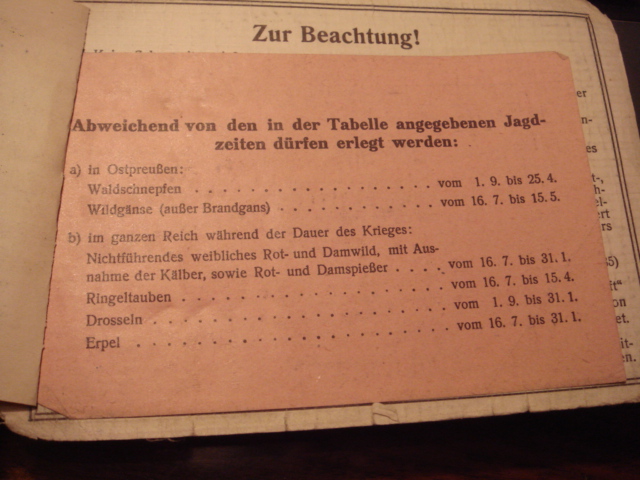 Zur Beachtung!
Abweichend von den in der Tabelle angegebenen Jagd-
zeiten dürfen erlegt werden:
a) in Ostpreußen:
Waldschnepfen . . . . . . . . . . . . . . . . . . vom 1. 9. bis 25. 4.
Wildgänse (außer Brandgans) . . . . . . . . . . . vom 16. 7. bis 15. 5.
b) im ganzen Reich während der Dauer des Krieges:
Nichtführendes weibliches Rot- und Damwild, mit Aus-
nahme der Kälber, sowie Rot- und Damspießer . . . . vom 16. 7. bis 31. 1.
Ringeltauben . . . . . . . . . . . . . . . . . . vom 16. 7. bis 15. 4.
Drosseln . . . . . . . . . . . . . . . . . . . . vom 1. 9. bis 31. 1.
Erpel . . . . . . . . . . . . . . . . . . . . . vom 16. 7. bis 31. 1.